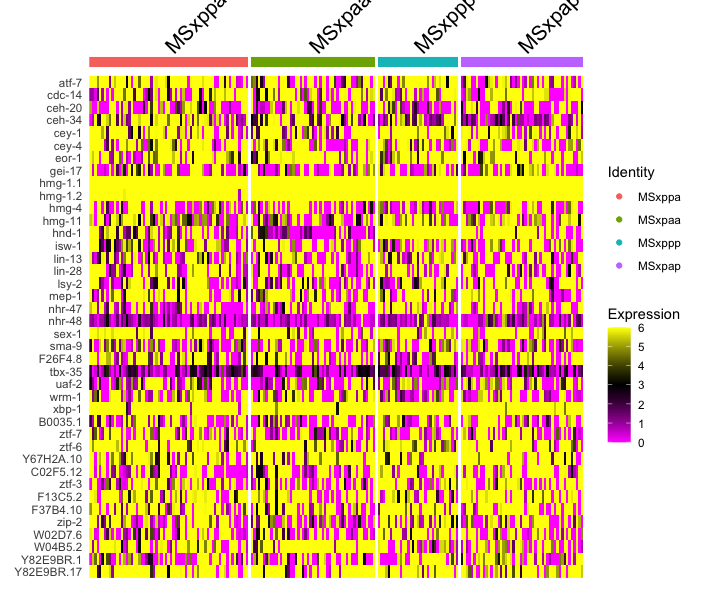 MSxppa MSxpaa MSxppp MSxpap
atf-7
cdc-14
ceh-20
ceh-34
cey-1
cey-4
eor-1
gei-17
hmg-1.1
hmg-1.2
hmg-4
hmg-11
hnd-1
isw-1
lin-13
lin-28
lsy-2
mep-1
nhr-47
nhr-48
sex-1
sma-9
F26F4.8
tbx-35
uaf-2
wrm-1
xbp-1
B0035.1
ztf-7
ztf-6
Y67H2A.10
C02F5.12
ztf-3
F13C5.2
F37B4.10
zip-2
W02D7.6
W04B5.2
Y82E9BR.1
Y82E9BR.17
Identity
MSxppa
MSxpaa
MSxppp
MSxpap
Expression
6
5
4
3
2
1
0